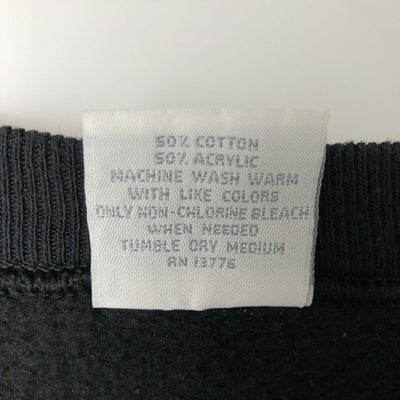 50% COTTON
50% ACRYLIC
MACHINE WASH WARM
WITH LIKE COLORS
ONLY NON-CHLORINE BLEACH
WHEN NEEDED
TUMBLE DRY MEDIUM
RN 13776